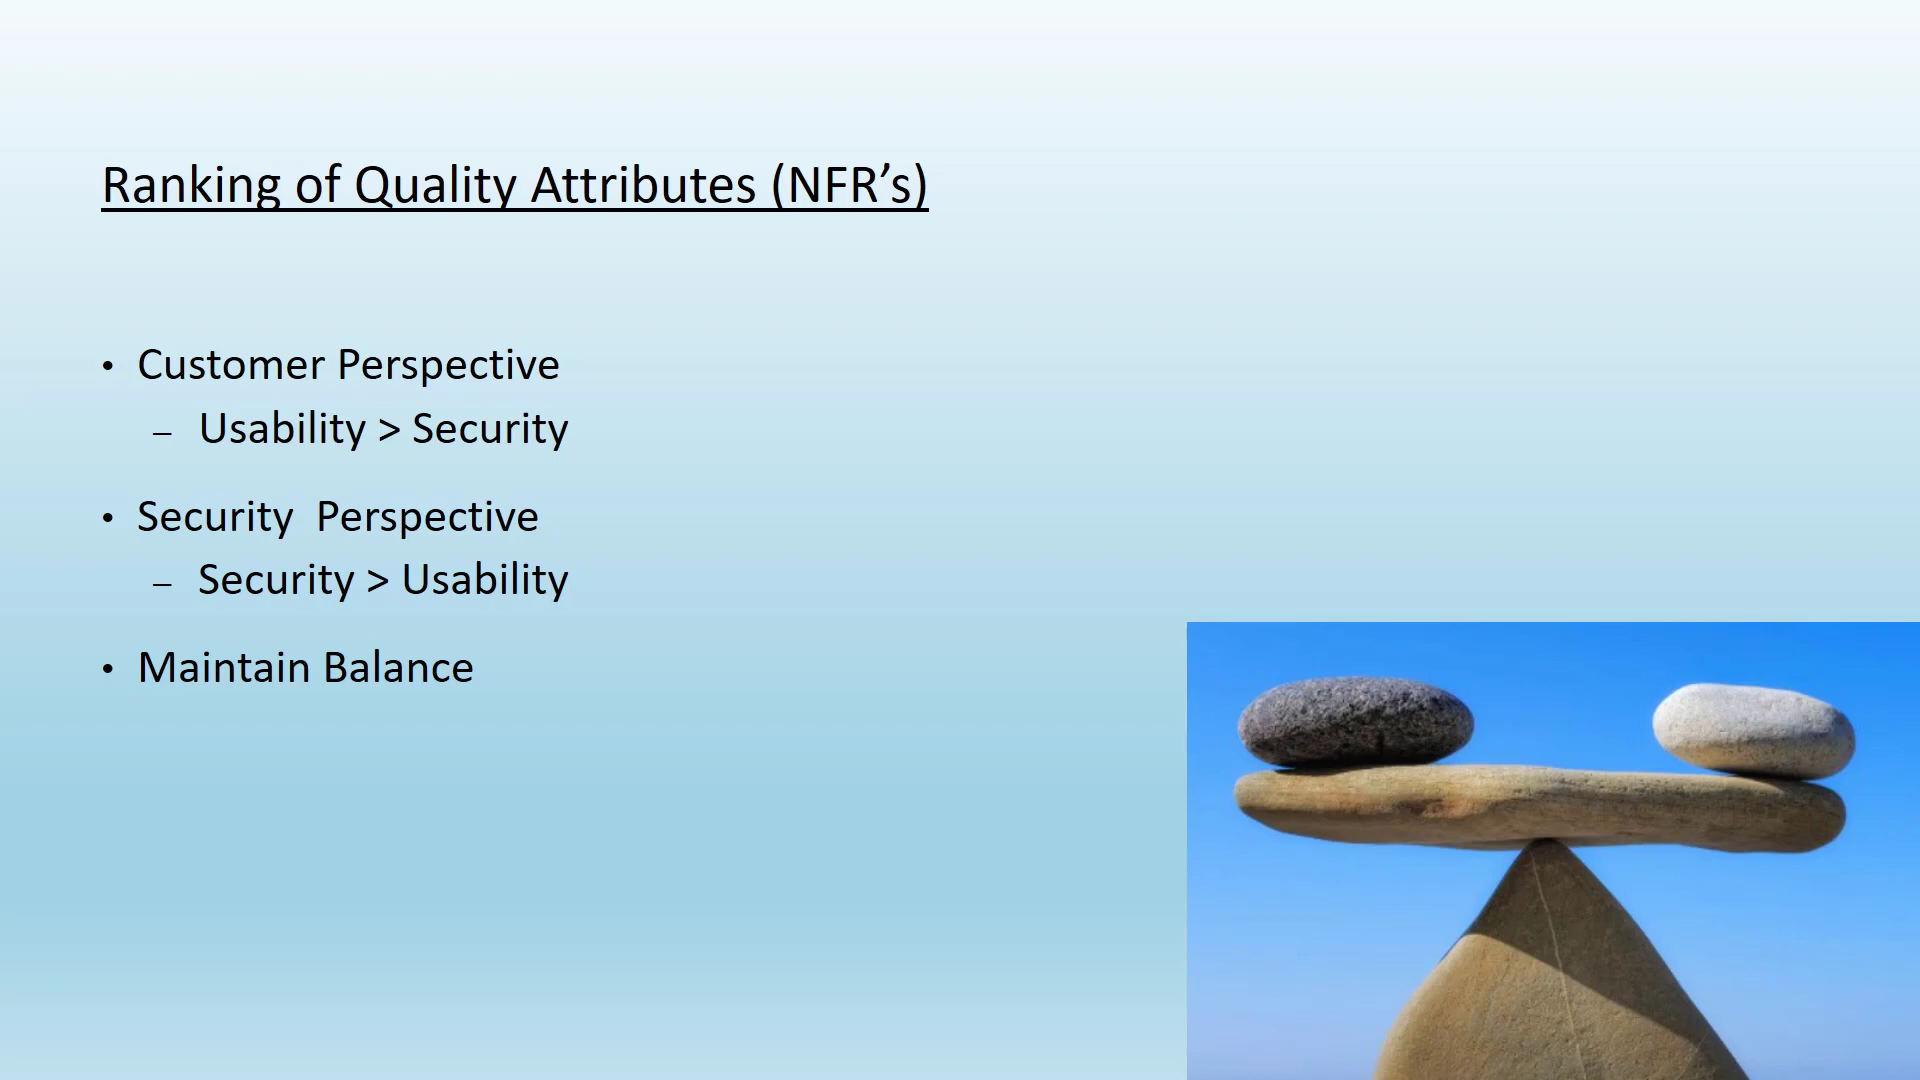 Ranking of Quality Attributes (NFR’s)
• Customer Perspective
– Usability > Security
• Security  Perspective
– Security > Usability
• Maintain Balance